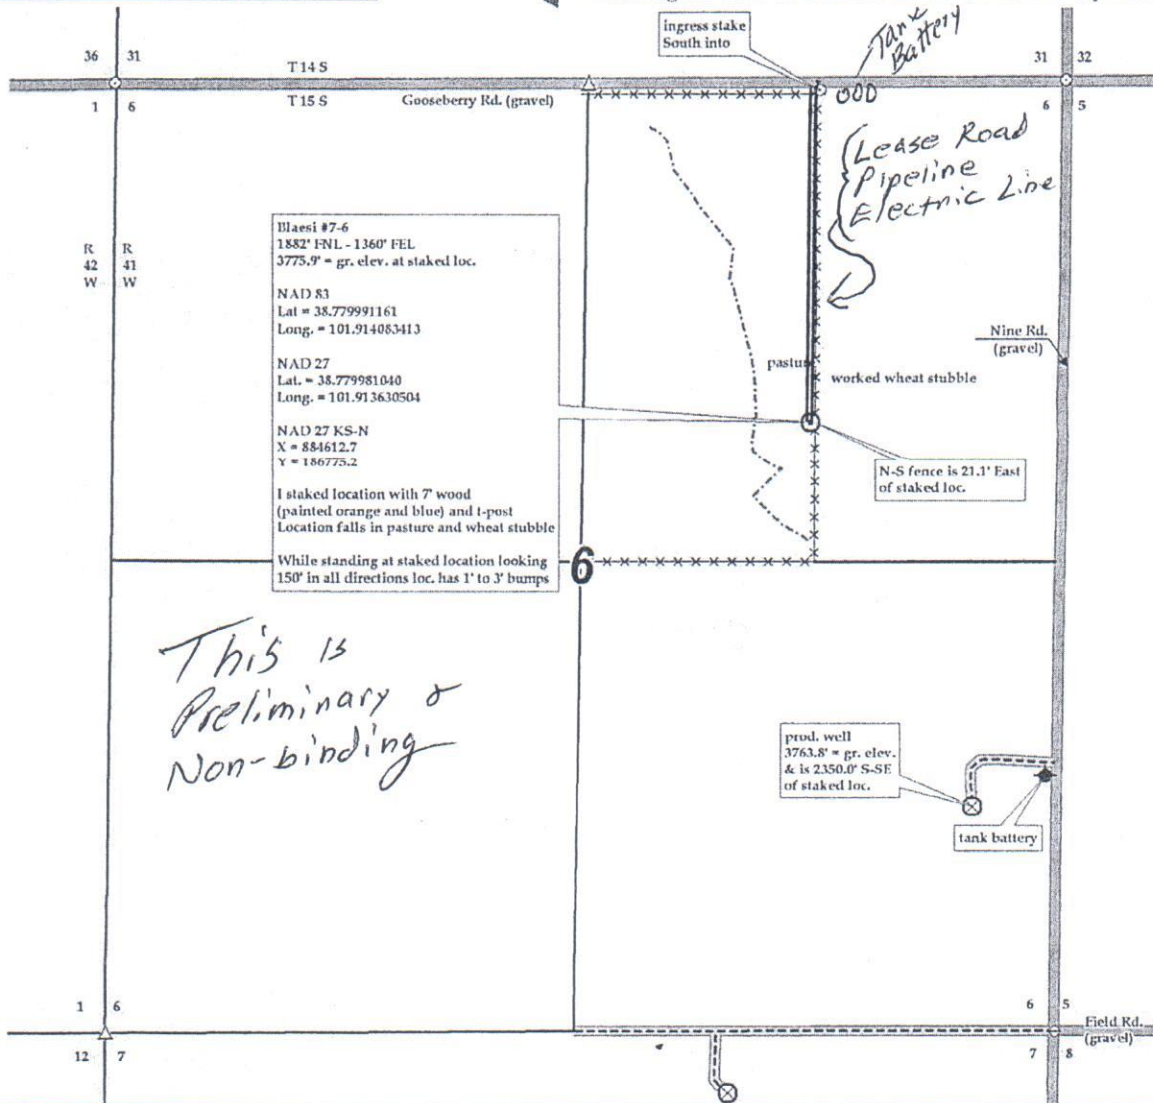 ingress stake
South into
Tank
Battery
36 31
T 14 S
31 32
1 6
T 15 S
Gooseberry Rd. (gravel)
6 5
Lease Road
Pipeline
Electric Line
R R
42 41
W W
Blaesi #7-6
1882' FNL - 1360' FEL
3775.9' = gr. elev. at staked loc.
NAD 83
Lat = 38.779991161
Long. = 101.914083413
NAD 27
Lat. = 38.779981040
Long. = 101.913630504
NAD 27 KS-N
X = 884612.7
Y = 186775.2
I staked location with 7' wood
(painted orange and blue) and t-post
Location falls in pasture and wheat stubble
While standing at staked location looking
150' in all directions loc. has 1' to 3' bumps
Nine Rd.
(gravel)
pasture
worked wheat stubble
N-S fence is 21.1' East
of staked loc.
6
This is
Preliminary &
Non-binding
prod. well
3763.8' = gr. elev.
& is 2350.0' S-SE
of staked loc.
tank battery
1 6
6 5
Field Rd.
(gravel)
12 7
7 8